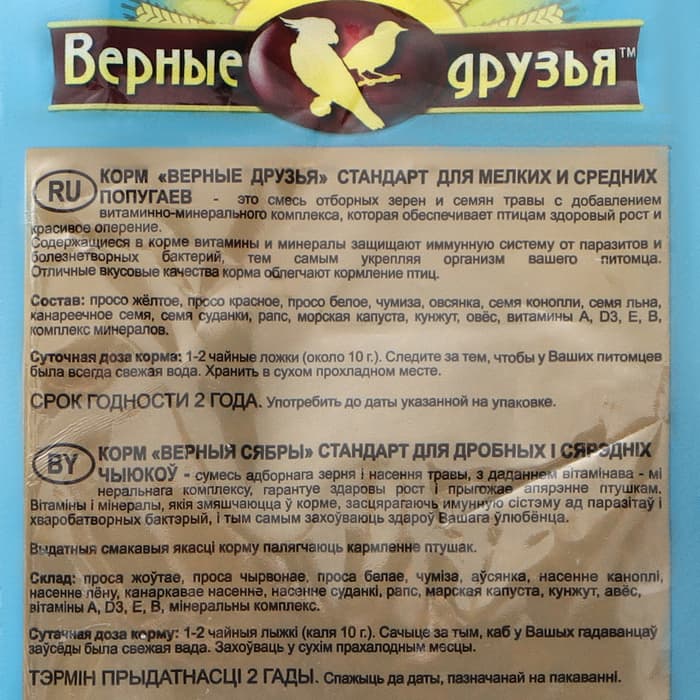 Верные друзья™
RU КОРМ «ВЕРНЫЕ ДРУЗЬЯ» СТАНДАРТ ДЛЯ МЕЛКИХ И СРЕДНИХ
ПОПУГАЕВ - это смесь отборных зерен и семян травы с добавлением
витаминно-минерального комплекса, которая обеспечивает птицам здоровый рост и
красивое оперение.
Содержащиеся в корме витамины и минералы защищают иммунную систему от паразитов и
болезнетворных бактерий, тем самым укрепляя организм вашего питомца.
Отличные вкусовые качества корма облегчают кормление птиц.
Состав: просо жёлтое, просо красное, просо белое, чумиза, овсянка, семя конопли, семя льна,
канареечное семя, семя суданки, рапс, морская капуста, кунжут, овёс, витамины A, D3, E, B,
комплекс минералов.
Суточная доза корма: 1-2 чайные ложки (около 10 г.). Следите за тем, чтобы у Ваших питомцев
была всегда свежая вода. Хранить в сухом прохладном месте.
СРОК ГОДНОСТИ 2 ГОДА. Употребить до даты указанной на упаковке.
BY КОРМ «ВЕРНЫЯ СЯБРЫ» СТАНДАРТ ДЛЯ ДРОБНЫХ І СЯРЭДНІХ
ЧЫЮКОЎ - сумесь адборнага зерня і насення травы, з даданнем вітамінава - мі
неральнага комплексу, гарантуе здаровы рост і прыгожае апярэнне птушкам.
Вітаміны і мінералы, якія змяшчаюцца ў корме, засцярагаюць имунную сістэму ад паразітаў і
хваробатворных бактэрый, і тым самым захоўваюць здароў Вашага ўлюбёнца.
Выдатныя смакавыя якасці корму палягчаюць кармленне птушак.
Склад: проса жоўтае, проса чырвонае, проса белае, чуміза, аўсянка, насенне каноплі,
насенне лёну, канаркавае насеннě, насенне суданкі, рапс, марская капуста, кунжут, авёс,
вітаміны A, D3, E, B, мінеральны комплекс.
Сутачная доза корму: 1-2 чайныя лыжкі (каля 10 г.). Сачыце за тым, каб у Вашых гадаванцаў
заўсёды была свежая вада. Захоўваць у сухім прахалодным месцы.
ТЭРМІН ПРЫДАТНАСЦІ 2 ГАДЫ. Спажыць да даты, пазначанай на пакаванні.